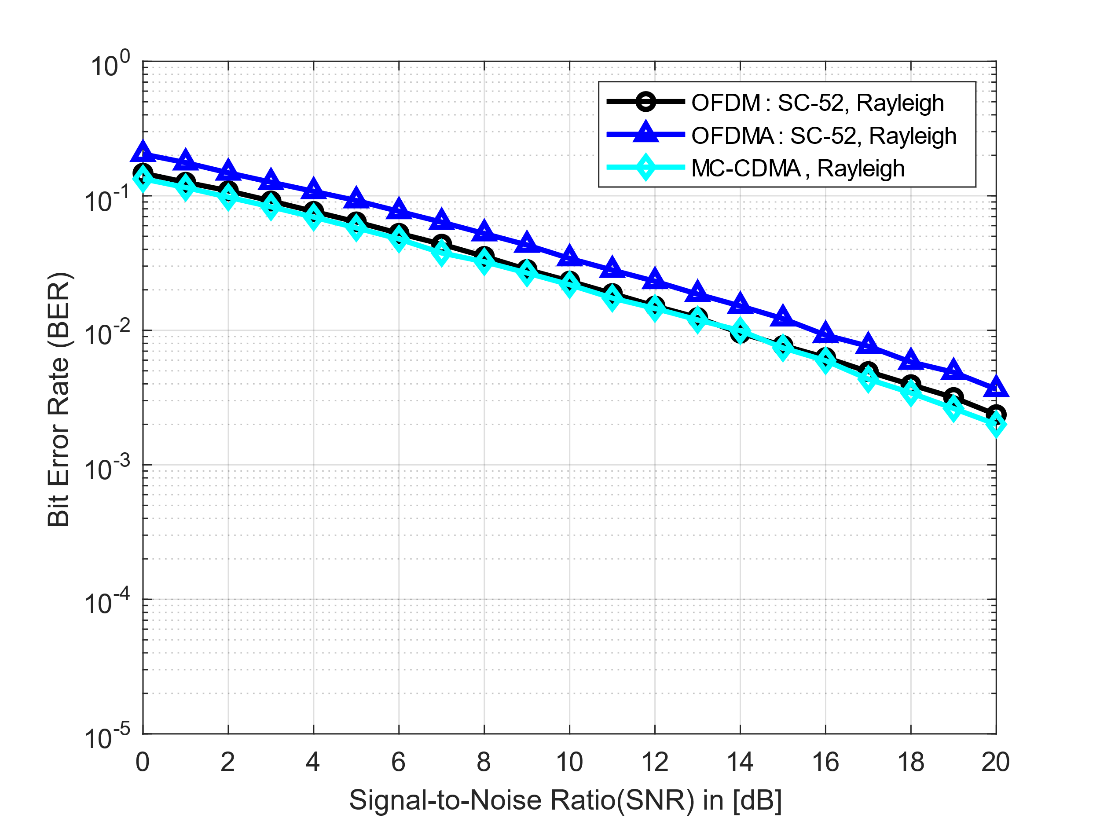 10^0
10^-1
10^-2
10^-3
10^-4
10^-5
Bit Error Rate (BER)
OFDM : SC-52, Rayleigh
OFDMA : SC-52, Rayleigh
MC-CDMA , Rayleigh
0 2 4 6 8 10 12 14 16 18 20
Signal-to-Noise Ratio(SNR) in [dB]